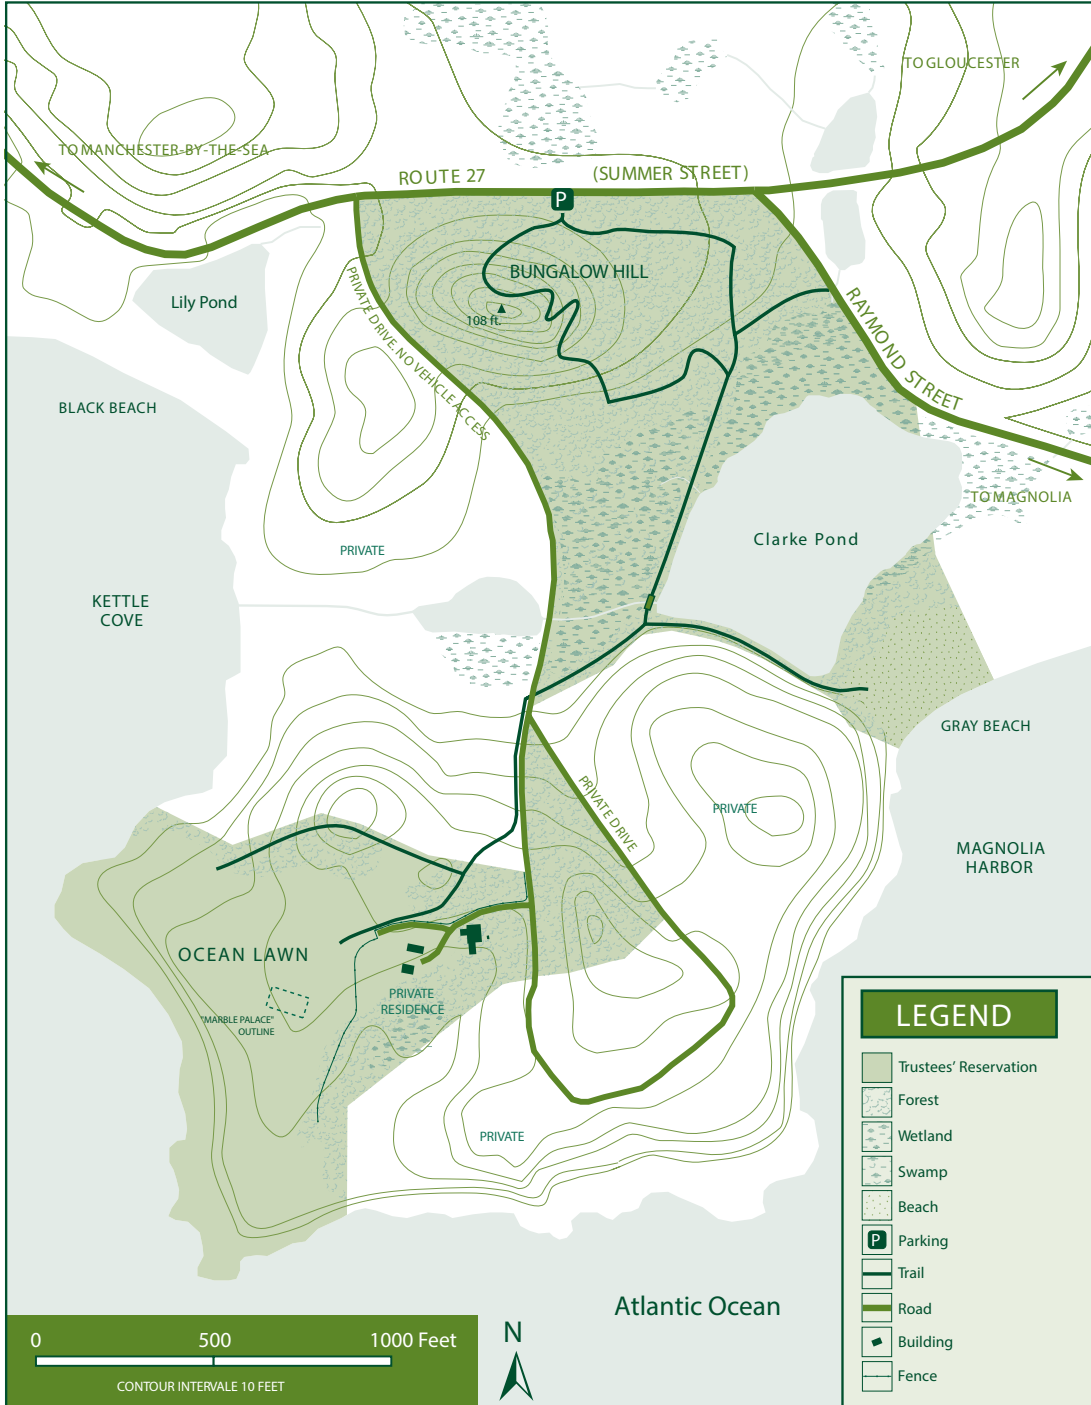 TO GLOUCESTER
TO MANCHESTER-BY-THE-SEA
ROUTE 27
(SUMMER STREET)
P
BUNGALOW HILL
108 ft.
Lily Pond
PRIVATE DRIVE. NO VEHICLE ACCESS
RAYMOND STREET
BLACK BEACH
TO MAGNOLIA
PRIVATE
Clarke Pond
KETTLE
COVE
GRAY BEACH
PRIVATE DRIVE
PRIVATE
MAGNOLIA
HARBOR
OCEAN LAWN
PRIVATE
RESIDENCE
"MARBLE PALACE"
OUTLINE
PRIVATE
LEGEND
Trustees' Reservation
Forest
Wetland
Swamp
Beach
P Parking
Trail
Road
Building
Fence
Atlantic Ocean
N
0 500 1000 Feet
CONTOUR INTERVALE 10 FEET